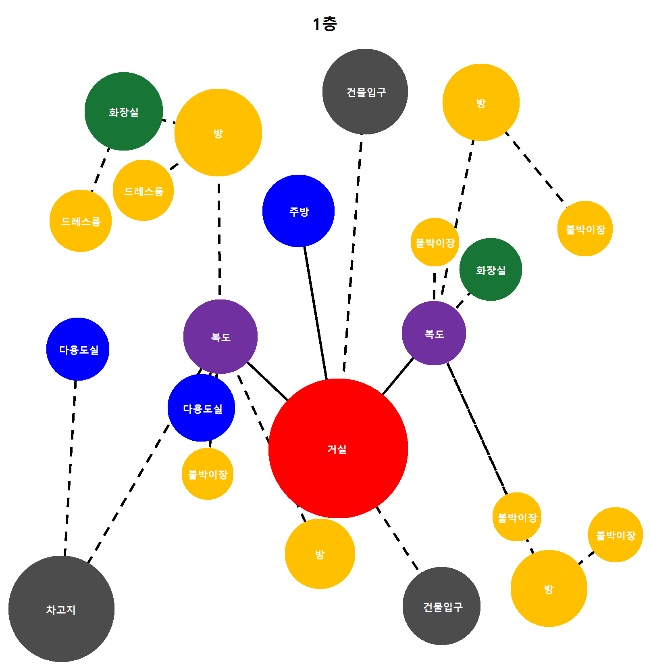 1층
건물입구
방
화장실
방
드레스룸
드레스룸
주방
붙박이장
붙박이장
화장실
복도
복도
다용도실
다용도실
거실
붙박이장
붙박이장
붙박이장
방
방
차고지
건물입구